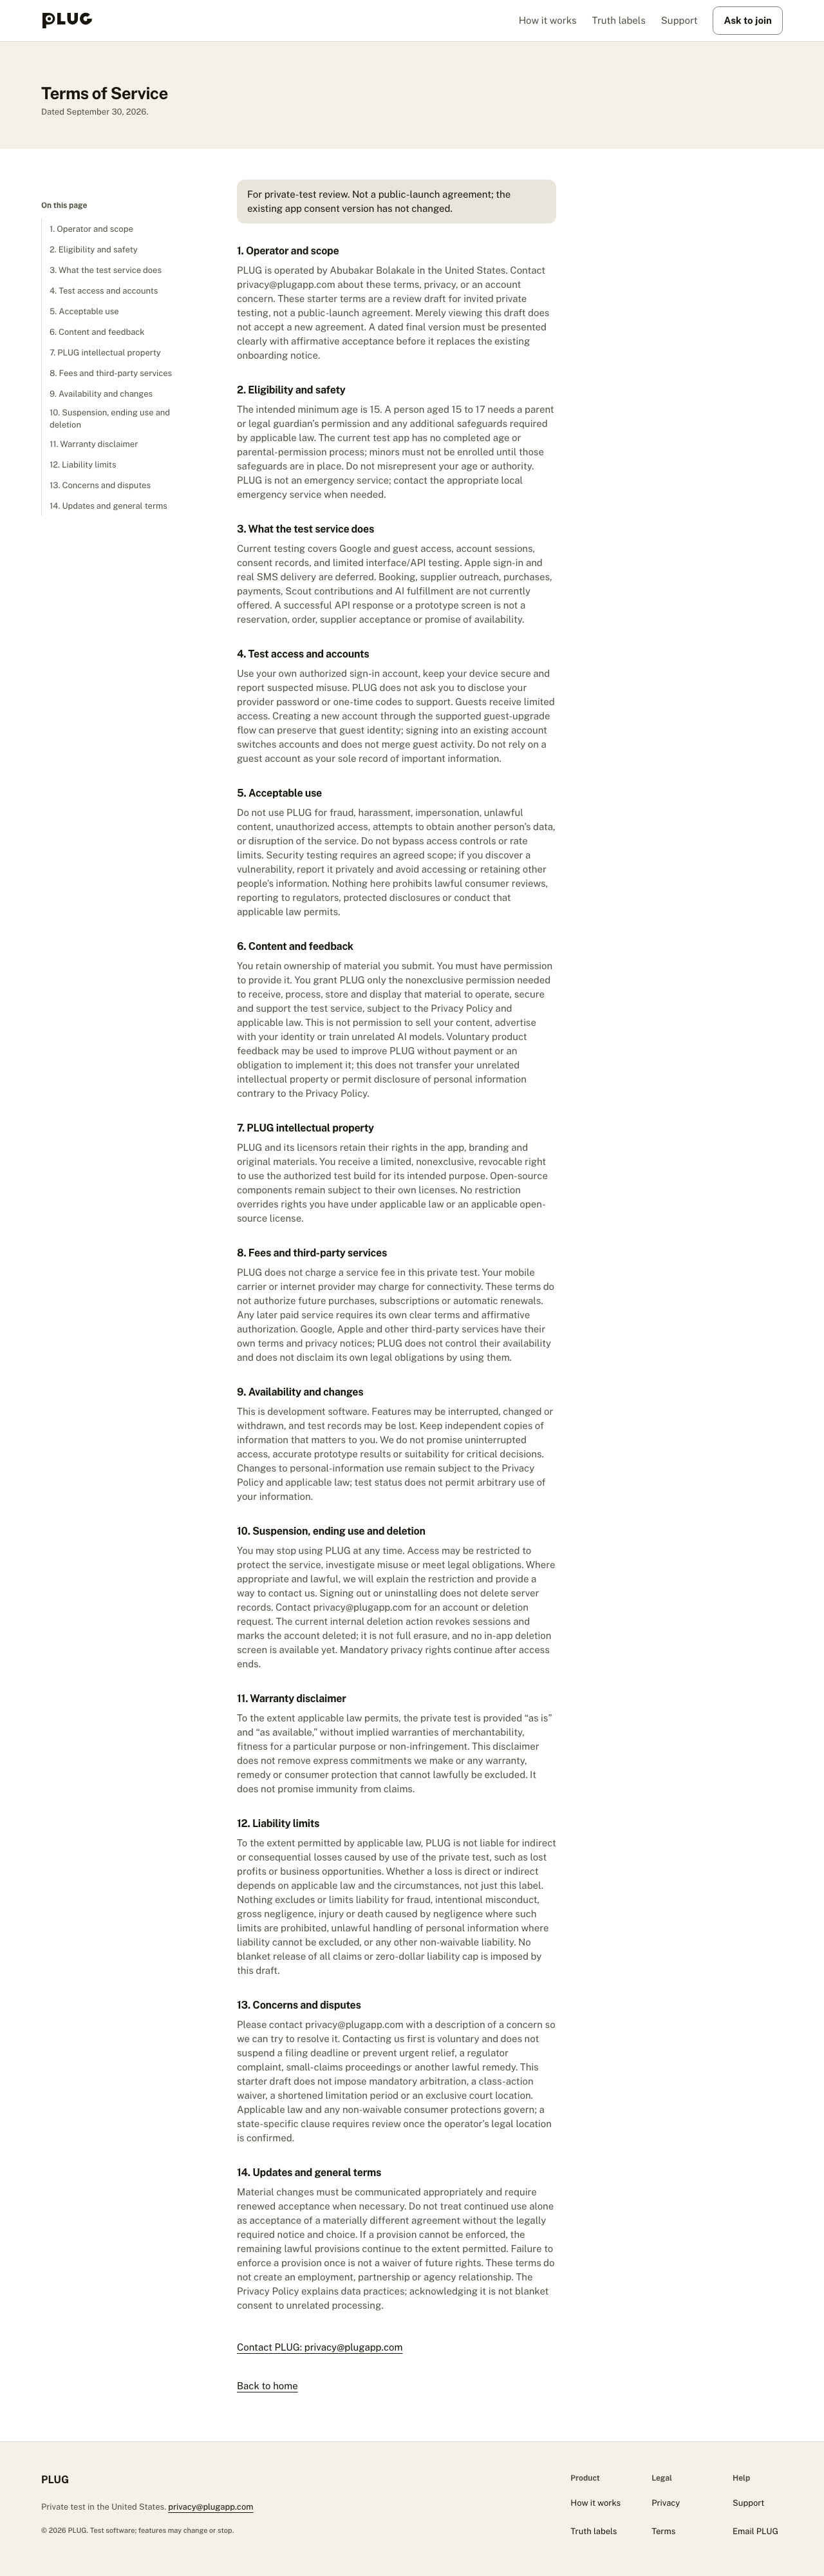 PLUG
How it works
Truth labels
Support
Ask to join
Terms of Service
Dated September 30, 2026.
On this page
1. Operator and scope
2. Eligibility and safety
3. What the test service does
4. Test access and accounts
5. Acceptable use
6. Content and feedback
7. PLUG intellectual property
8. Fees and third-party services
9. Availability and changes
10. Suspension, ending use and
deletion
11. Warranty disclaimer
12. Liability limits
13. Concerns and disputes
14. Updates and general terms
For private-test review. Not a public-launch agreement; the
existing app consent version has not changed.
1. Operator and scope
PLUG is operated by Abubakar Bolakale in the United States. Contact
privacy@plugapp.com about these terms, privacy, or an account
concern. These starter terms are a review draft for invited private
testing, not a public-launch agreement. Merely viewing this draft does
not accept a new agreement. A dated final version must be presented
clearly with affirmative acceptance before it replaces the existing
onboarding notice.
2. Eligibility and safety
The intended minimum age is 15. A person aged 15 to 17 needs a parent
or legal guardian's permission and any additional safeguards required
by applicable law. The current test app has no completed age or
parental-permission process; minors must not be enrolled until those
safeguards are in place. Do not misrepresent your age or authority.
PLUG is not an emergency service; contact the appropriate local
emergency service when needed.
3. What the test service does
Current testing covers Google and guest access, account sessions,
consent records, and limited interface/API testing. Apple sign-in and
real SMS delivery are deferred. Booking, supplier outreach, purchases,
payments, Scout contributions and AI fulfillment are not currently
offered. A successful API response or a prototype screen is not a
reservation, order, supplier acceptance or promise of availability.
4. Test access and accounts
Use your own authorized sign-in account, keep your device secure and
report suspected misuse. PLUG does not ask you to disclose your
provider password or one-time codes to support. Guests receive limited
access. Creating a new account through the supported guest-upgrade
flow can preserve that guest identity; signing into an existing account
switches accounts and does not merge guest activity. Do not rely on a
guest account as your sole record of important information.
5. Acceptable use
Do not use PLUG for fraud, harassment, impersonation, unlawful
content, unauthorized access, attempts to obtain another person's data,
or disruption of the service. Do not bypass access controls or rate
limits. Security testing requires an agreed scope; if you discover a
vulnerability, report it privately and avoid accessing or retaining other
people's information. Nothing here prohibits lawful consumer reviews,
reporting to regulators, protected disclosures or conduct that
applicable law permits.
6. Content and feedback
You retain ownership of material you submit. You must have permission
to provide it. You grant PLUG only the nonexclusive permission needed
to receive, process, store and display that material to operate, secure
and support the test service, subject to the Privacy Policy and
applicable law. This is not permission to sell your content, advertise
with your identity or train unrelated AI models. Voluntary product
feedback may be used to improve PLUG without payment or an
obligation to implement it; this does not transfer your unrelated
intellectual property or permit disclosure of personal information
contrary to the Privacy Policy.
7. PLUG intellectual property
PLUG and its licensors retain their rights in the app, branding and
original materials. You receive a limited, nonexclusive, revocable right
to use the authorized test build for its intended purpose. Open-source
components remain subject to their own licenses. No restriction
overrides rights you have under applicable law or an applicable open-
source license.
8. Fees and third-party services
PLUG does not charge a service fee in this private test. Your mobile
carrier or internet provider may charge for connectivity. These terms do
not authorize future purchases, subscriptions or automatic renewals.
Any later paid service requires its own clear terms and affirmative
authorization. Google, Apple and other third-party services have their
own terms and privacy notices; PLUG does not control their availability
and does not disclaim its own legal obligations by using them.
9. Availability and changes
This is development software. Features may be interrupted, changed or
withdrawn, and test records may be lost. Keep independent copies of
information that matters to you. We do not promise uninterrupted
access, accurate prototype results or suitability for critical decisions.
Changes to personal-information use remain subject to the Privacy
Policy and applicable law; test status does not permit arbitrary use of
your information.
10. Suspension, ending use and deletion
You may stop using PLUG at any time. Access may be restricted to
protect the service, investigate misuse or meet legal obligations. Where
appropriate and lawful, we will explain the restriction and provide a
way to contact us. Signing out or uninstalling does not delete server
records. Contact privacy@plugapp.com for an account or deletion
request. The current internal deletion action revokes sessions and
marks the account deleted; it is not full erasure, and no in-app deletion
screen is available yet. Mandatory privacy rights continue after access
ends.
11. Warranty disclaimer
To the extent applicable law permits, the private test is provided “as is”
and “as available,” without implied warranties of merchantability,
fitness for a particular purpose or non-infringement. This disclaimer
does not remove express commitments we make or any warranty,
remedy or consumer protection that cannot lawfully be excluded. It
does not promise immunity from claims.
12. Liability limits
To the extent permitted by applicable law, PLUG is not liable for indirect
or consequential losses caused by use of the private test, such as lost
profits or business opportunities. Whether a loss is direct or indirect
depends on applicable law and the circumstances, not just this label.
Nothing excludes or limits liability for fraud, intentional misconduct,
gross negligence, injury or death caused by negligence where such
limits are prohibited, unlawful handling of personal information where
liability cannot be excluded, or any other non-waivable liability. No
blanket release of all claims or zero-dollar liability cap is imposed by
this draft.
13. Concerns and disputes
Please contact privacy@plugapp.com with a description of a concern so
we can try to resolve it. Contacting us first is voluntary and does not
suspend a filing deadline or prevent urgent relief, a regulator
complaint, small-claims proceedings or another lawful remedy. This
starter draft does not impose mandatory arbitration, a class-action
waiver, a shortened limitation period or an exclusive court location.
Applicable law and any non-waivable consumer protections govern; a
state-specific clause requires review once the operator's legal location
is confirmed.
14. Updates and general terms
Material changes must be communicated appropriately and require
renewed acceptance when necessary. Do not treat continued use alone
as acceptance of a materially different agreement without the legally
required notice and choice. If a provision cannot be enforced, the
remaining lawful provisions continue to the extent permitted. Failure to
enforce a provision once is not a waiver of future rights. These terms do
not create an employment, partnership or agency relationship. The
Privacy Policy explains data practices; acknowledging it is not blanket
consent to unrelated processing.
Contact PLUG: privacy@plugapp.com
Back to home
PLUG
Private test in the United States. privacy@plugapp.com
© 2026 PLUG. Test software; features may change or stop.
Product
How it works
Truth labels
Legal
Privacy
Terms
Help
Support
Email PLUG